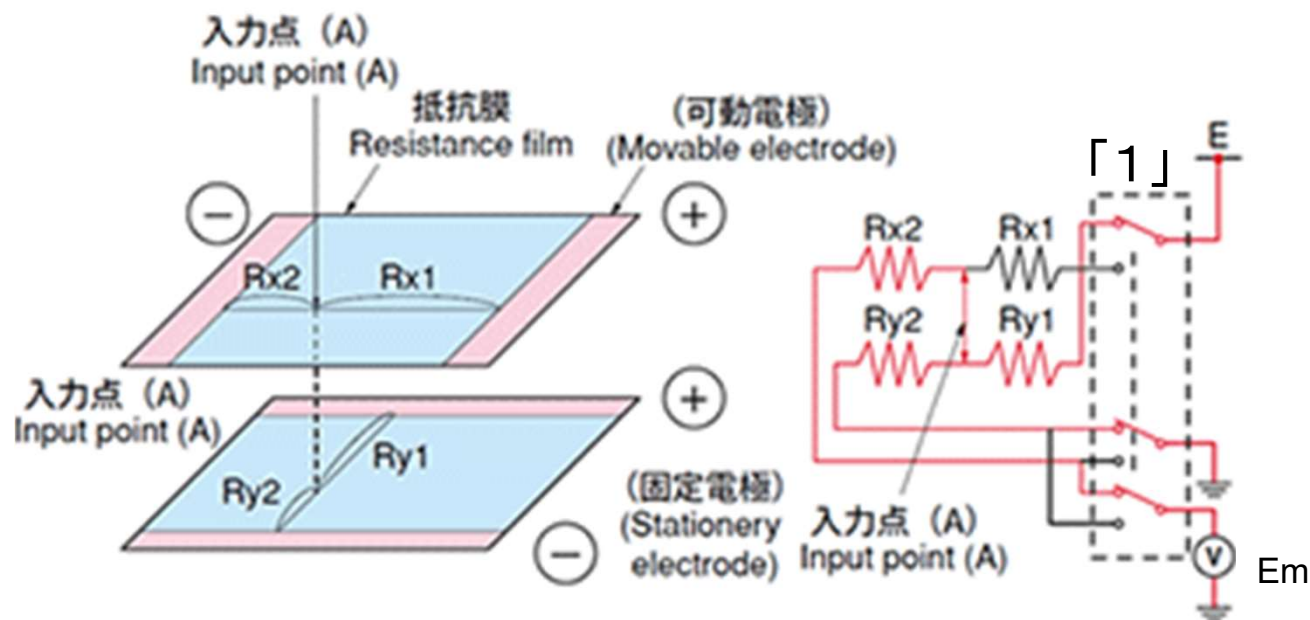 入力点（A）
Input point (A)
抵抗膜
Resistance film
（可動電極）
(Movable electrode)
−
+
Rx2
Rx1
入力点（A）
Input point (A)
+
Ry1
Ry2
（固定電極）
(Stationery
electrode)
−
「1」
E
Rx2
Rx1
Ry2
Ry1
入力点（A）
Input point (A)
V
Em